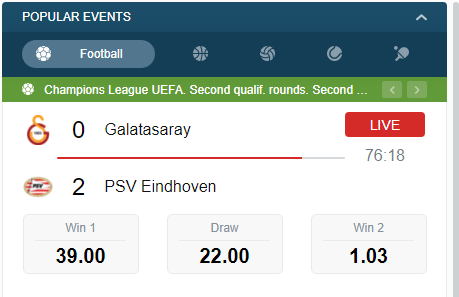 POPULAR EVENTS
Football
Champions League UEFA. Second qualif. rounds. Second ...
0 Galatasaray
LIVE
76:18
2 PSV Eindhoven
Win 1 Draw Win 2
39.00 22.00 1.03